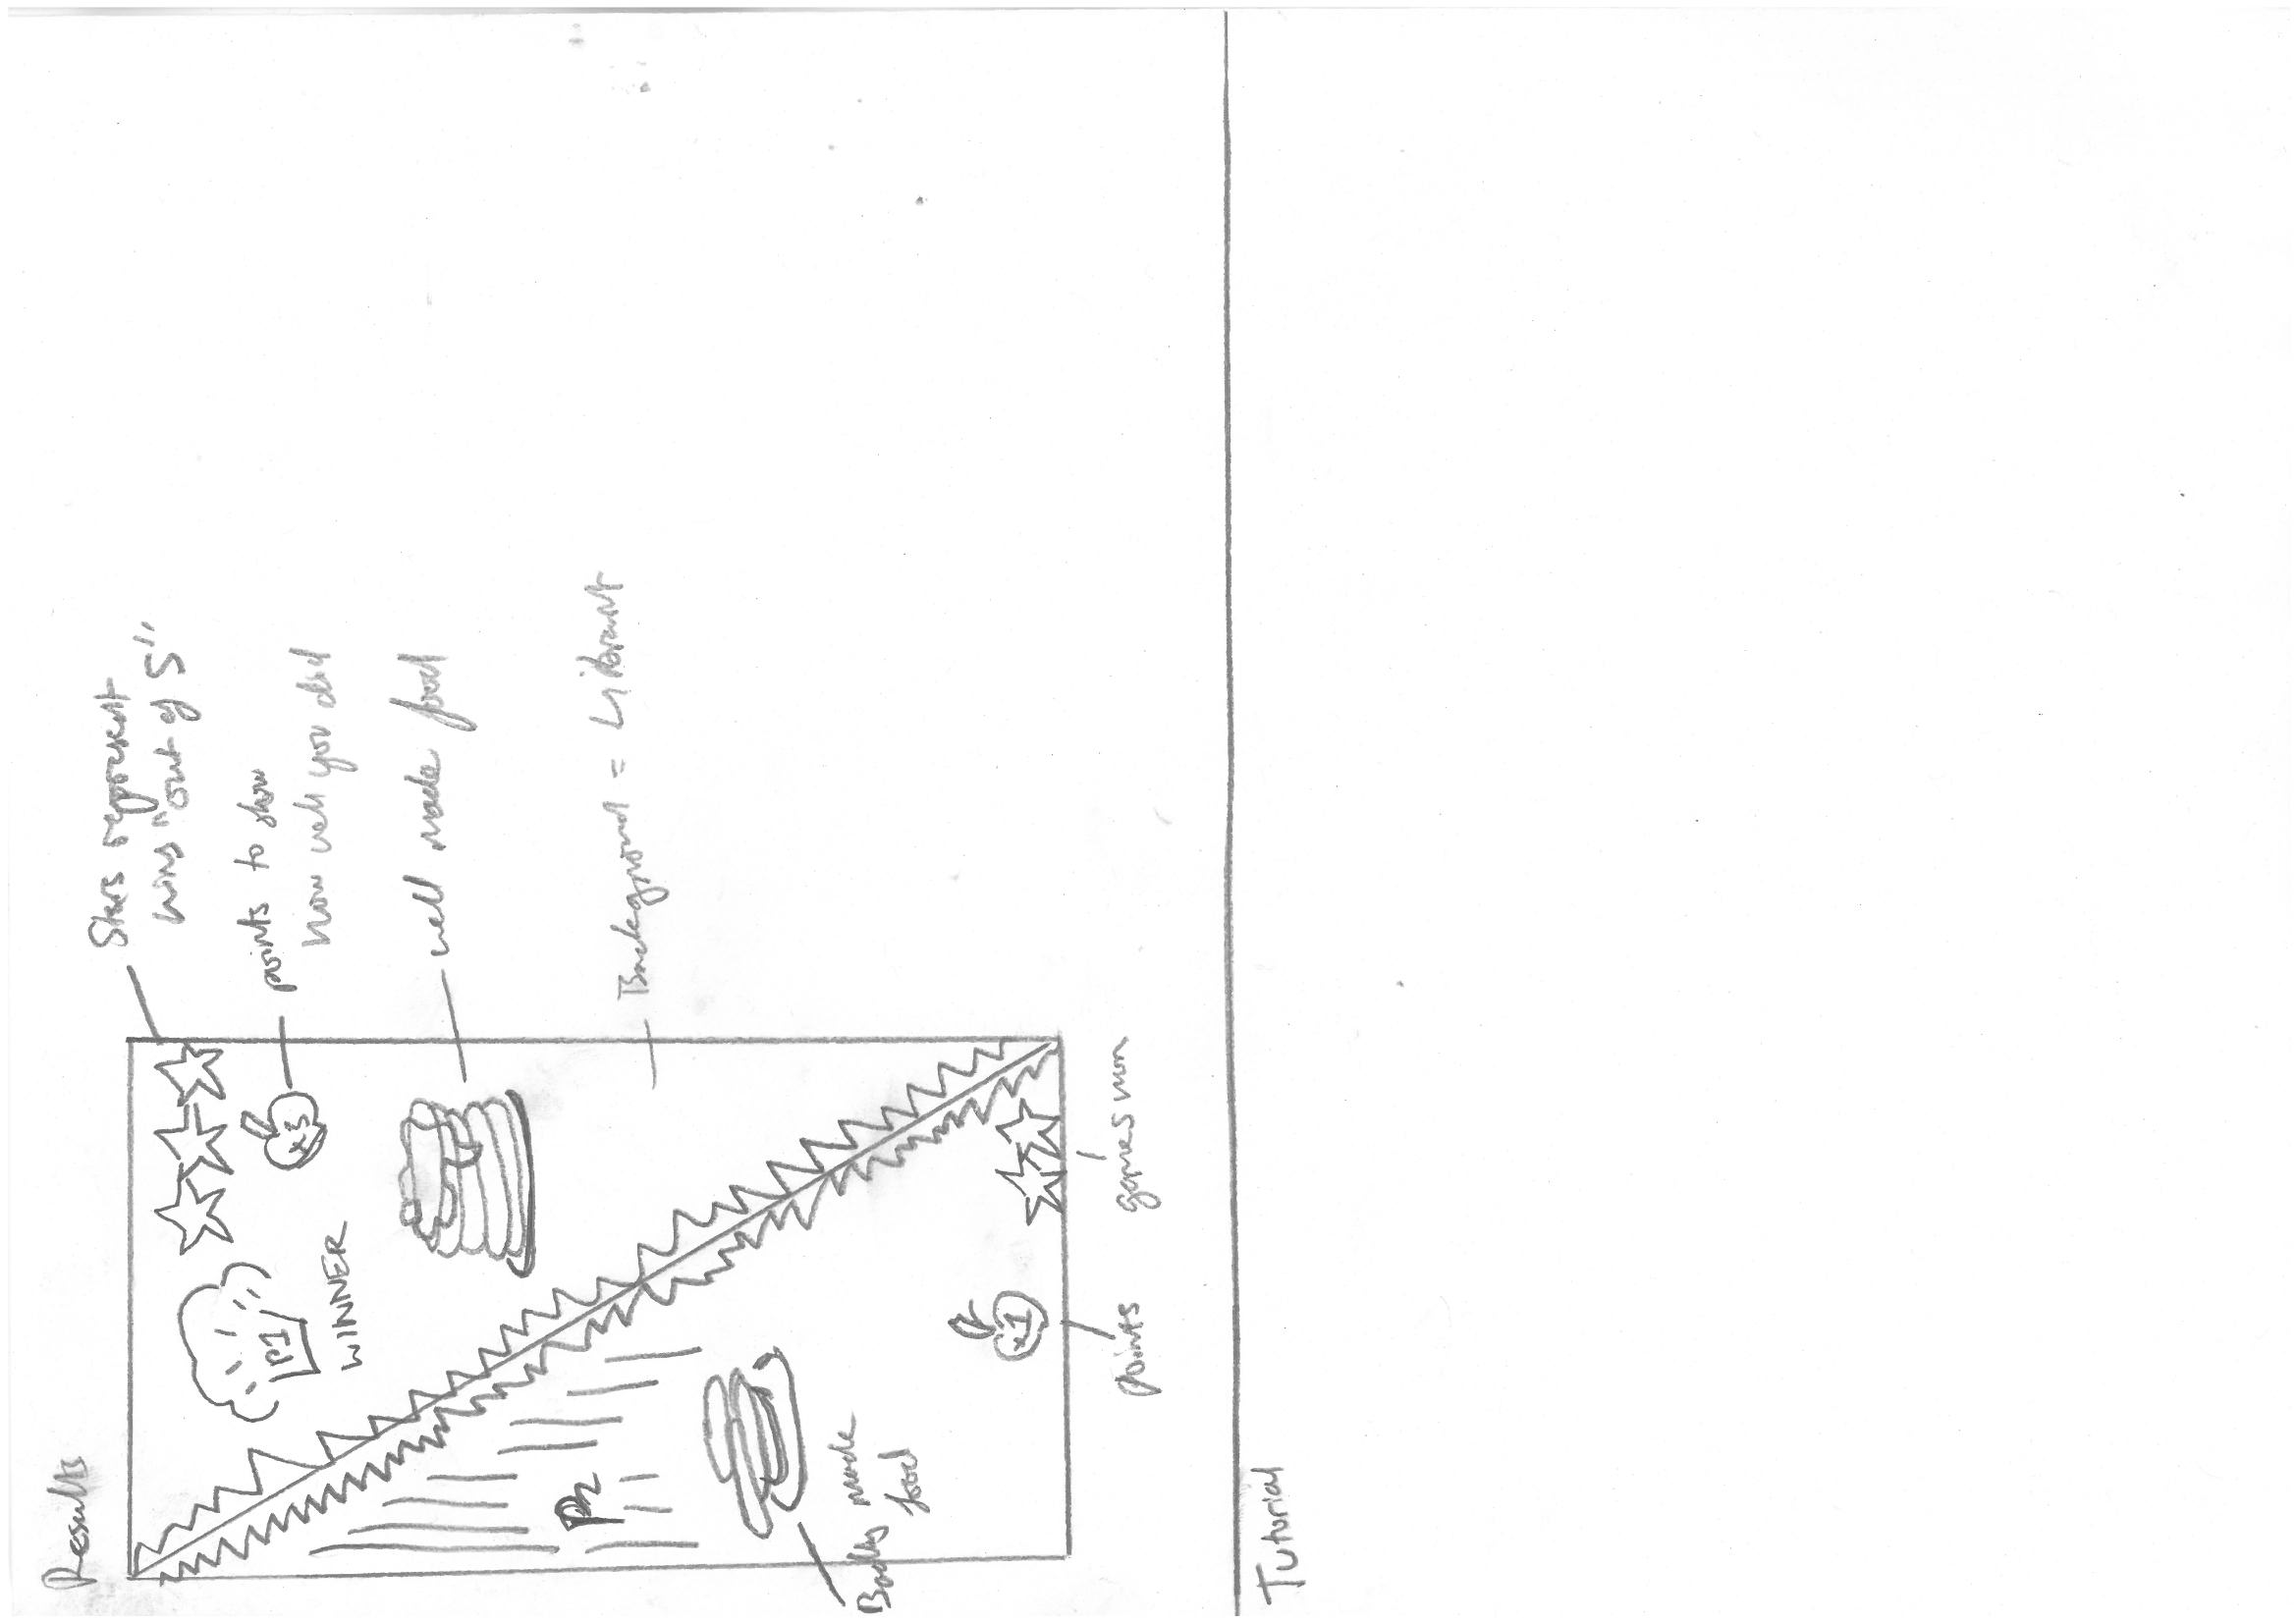 Results
Stars reppresent
wins "out of 5"
points to show
how well you did
well made food
Background = Vibrant
x3
P1
WINNER
P2
Badly made
food
x1
points
games won
Tutorial